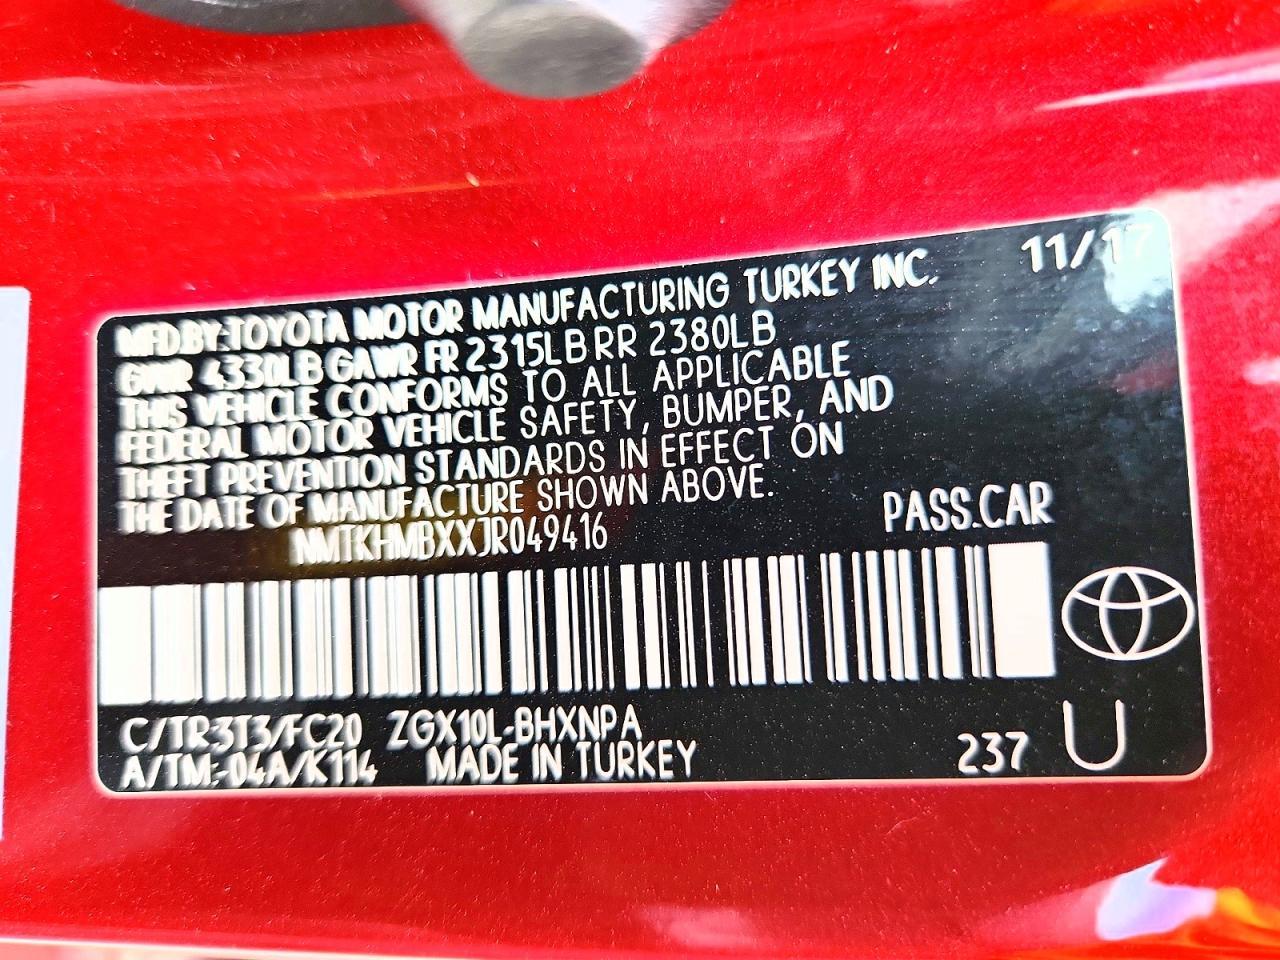 11/17
MFD.BY:TOYOTA MOTOR MANUFACTURING TURKEY INC.
GVWR 4330LB GAWR FR 2315LB RR 2380LB
THIS VEHICLE CONFORMS TO ALL APPLICABLE
FEDERAL MOTOR VEHICLE SAFETY, BUMPER, AND
THEFT PREVENTION STANDARDS IN EFFECT ON
THE DATE OF MANUFACTURE SHOWN ABOVE.
NMTKHMBXXJR049416
PASS.CAR
C/TR:3T3/FC20 ZGX10L-BHXNPA
A/TM:-04A/K114 MADE IN TURKEY
237 U